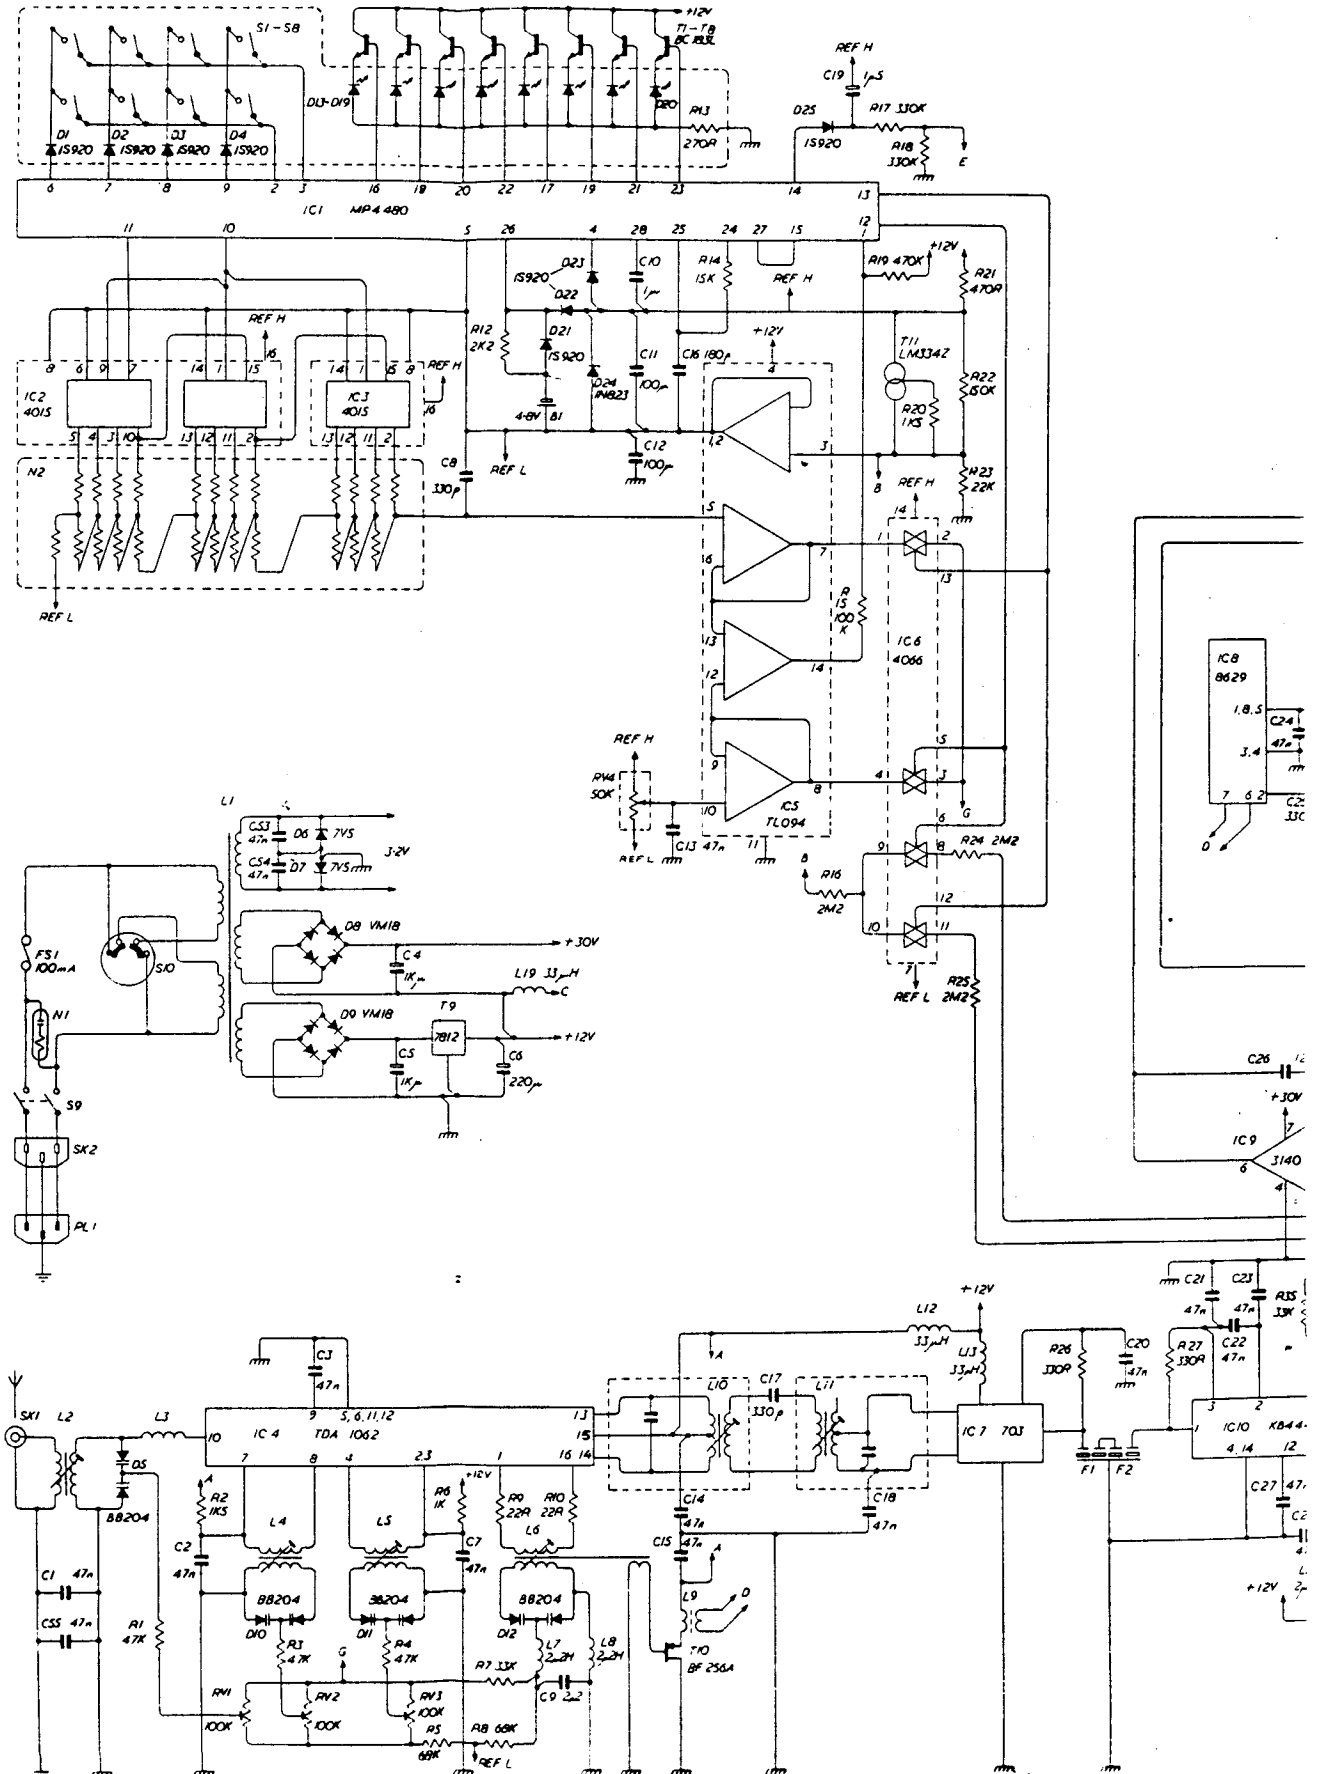 S1-S8
+12V
T1-T8
BC 183L
REF H
C19
1µ5
D13-D19
D20
R13
270R
D25
1S920
R17 330K
R18
330K
E
D1
1S920
D2
1S920
D3
1S920
D4
1S920
6 7 8 9 2 3 16 18 20 22 17 19 21 23 14 13
IC1 MP4480
12
11 10 5 26 4 28 25 24 27 15 1
R19 470K
+12V
R21
470R
1S920
D23
D22
C10
1µ
R14
15K
REF H
REF H
R12
2K2
D21
1S920
+12V
4
T11
LM334Z
8 6 9 7 14 1 15 16 14 1 15 8
REF H
16
IC2
4015
IC3
4015
D24
1N823
C11
100µ
C16 180p
R22
150K
R20
1K5
4·8V B1
5 4 3 10 13 12 11 2 13 12 11 2
1,2
3
N2
C8
330p
REF L
C12
100µ
B
REF H
R23
22K
14
5
6
7
1
2
13
REF L
R
15
100
K
13
12
14
IC6
4066
IC8
8629
1,8,5
C24
47n
3,4
7 6 2
D
REF H
RV4
50K
REF L
9
10
8
IC5
TL094
C13 47n
11
4
5
3
G
6
9
8
R24 2M2
B
R16
2M2
12
10
11
7
REF L
R25
2M2
L1
C53
47n
D6
7V5
3·2V
C54
47n
D7
7V5
FS1
100mA
S10
D8 VM18
+30V
C4
1Kµ
L19 33µH
C
N1
D9 VM18
T9
7812
+12V
C5
1Kµ
C6
220µ
S9
SK2
PL1
C26
+30V
7
IC9
3140
6
4
C21
47n
C23
47n
R35
33K
+12V
L12
33µH
L13
33µH
R26
330R
C20
47n
R27
330R
C22
47n
C3
47n
A
SK1
L2
L3
9
5,6,11,12
13
10
IC4
TDA 1062
15
7 8 4 2 3 1 16 14
L10
C17
330p
L11
IC7 703
F1 F2
3 2
1
IC10
KB44
4,14
12
D5
BB204
A
R2
1K5
+12V
R6
1K
R9
22R
R10
22R
C14
47n
C18
47n
C27
L4
L5
L6
C2
47n
C7
47n
C15
47n
A
C1
47n
C55 47n
R1
47K
BB204
BB204
BB204
L9
D
+12V
D10
D11
D12
R3
47K
R4
47K
L7
2µ2H
L8
2µ2H
T10
BF 256A
G
R7 33K
C9 2µ2
RV1
100K
RV2
100K
RV3
100K
R5
68K
R8 68K
REF L